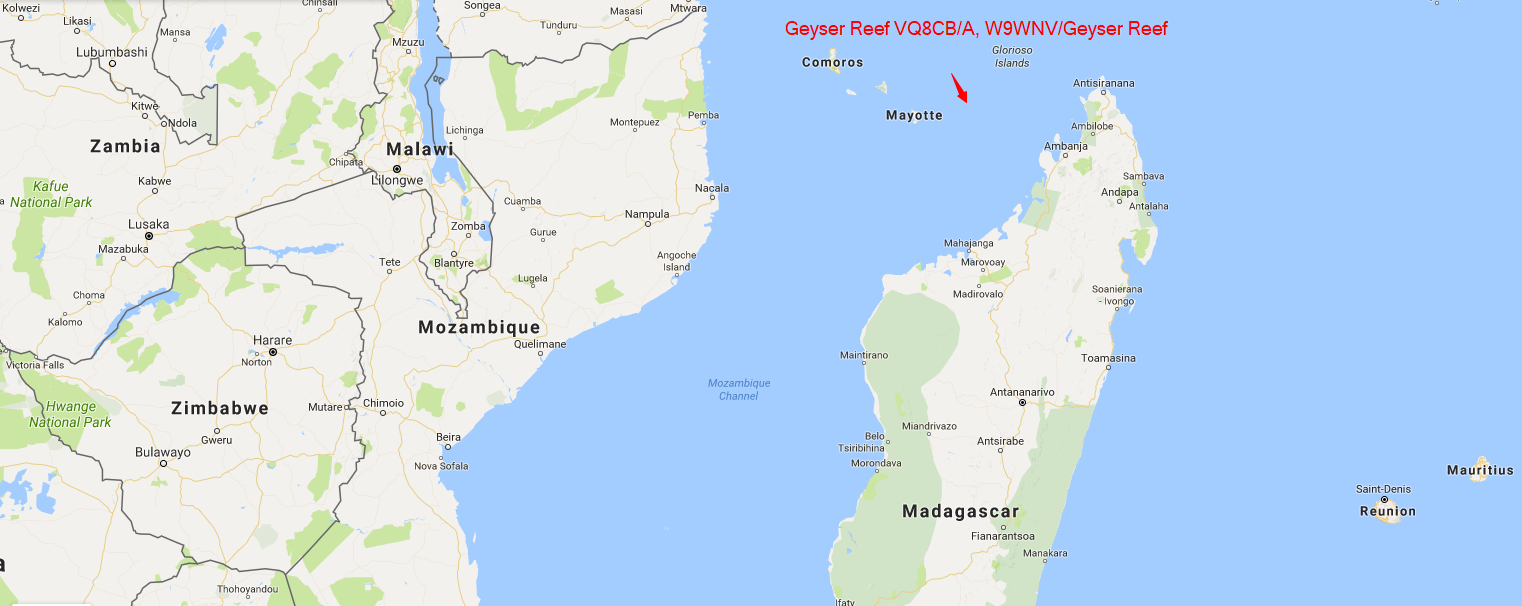 Kolwezi
Likasi
Lubumbashi
Mansa
Chinsali
Songea
Masasi
Mtwara
Tunduru
Mzuzu
Geyser Reef VQ8CB/A, W9WNV/Geyser Reef
Glorioso
Islands
Comoros
Antisiranana
Mayotte
Kitwe
Ndola
Zambia
Lichinga
Montepuez
Pemba
Ambilobe
Ambanja
Malawi
Chipata
Lilongwe
Kafue
National Park
Kabwe
Nacala
Sambava
Andapa
Antalaha
Cuamba
Nampula
Lusaka
Zomba
Gurue
Mazabuka
Mahajanga
Marovoay
Tete
Blantyre
Angoche
Island
Lugela
Madirovalo
Soanierana
- Ivongo
Choma
Kalomo
Mozambique
Harare
Norton
Quelimane
Victoria Falls
Maintirano
Toamasina
Mozambique
Channel
Antananarivo
Hwange
National Park
Zimbabwe
Mutare
Chimoio
Gweru
Miandrivazo
Beira
Belo
Tsiribihina
Antsirabe
Bulawayo
Nova Sofala
Morondava
Mauritius
Saint-Denis
Reunion
Madagascar
Fianarantsoa
Manakara
Thohoyandou
Ifaty